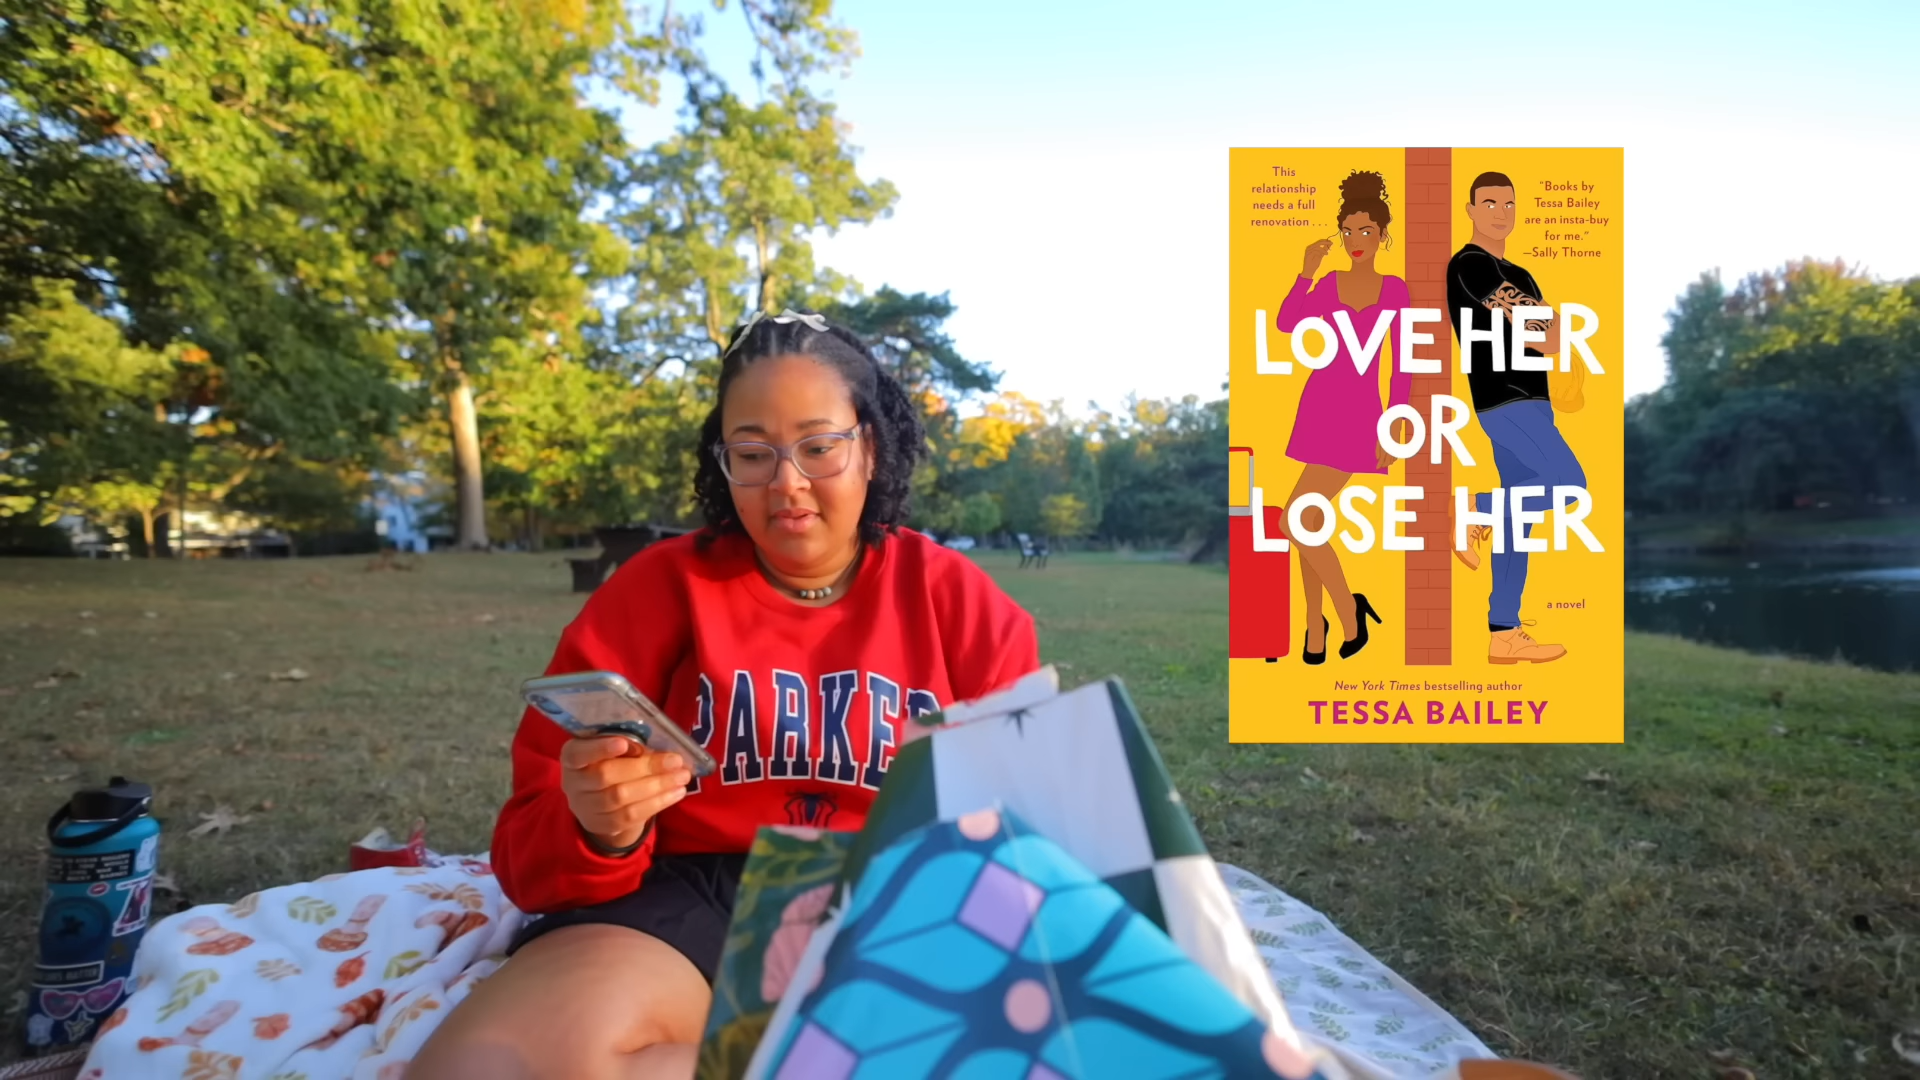 This
relationship
needs a full
renovation . . .
"Books by
Tessa Bailey
are an insta-buy
for me."
—Sally Thorne
LOVE HER
OR
LOSE HER
a novel
New York Times bestselling author
TESSA BAILEY
PARKER